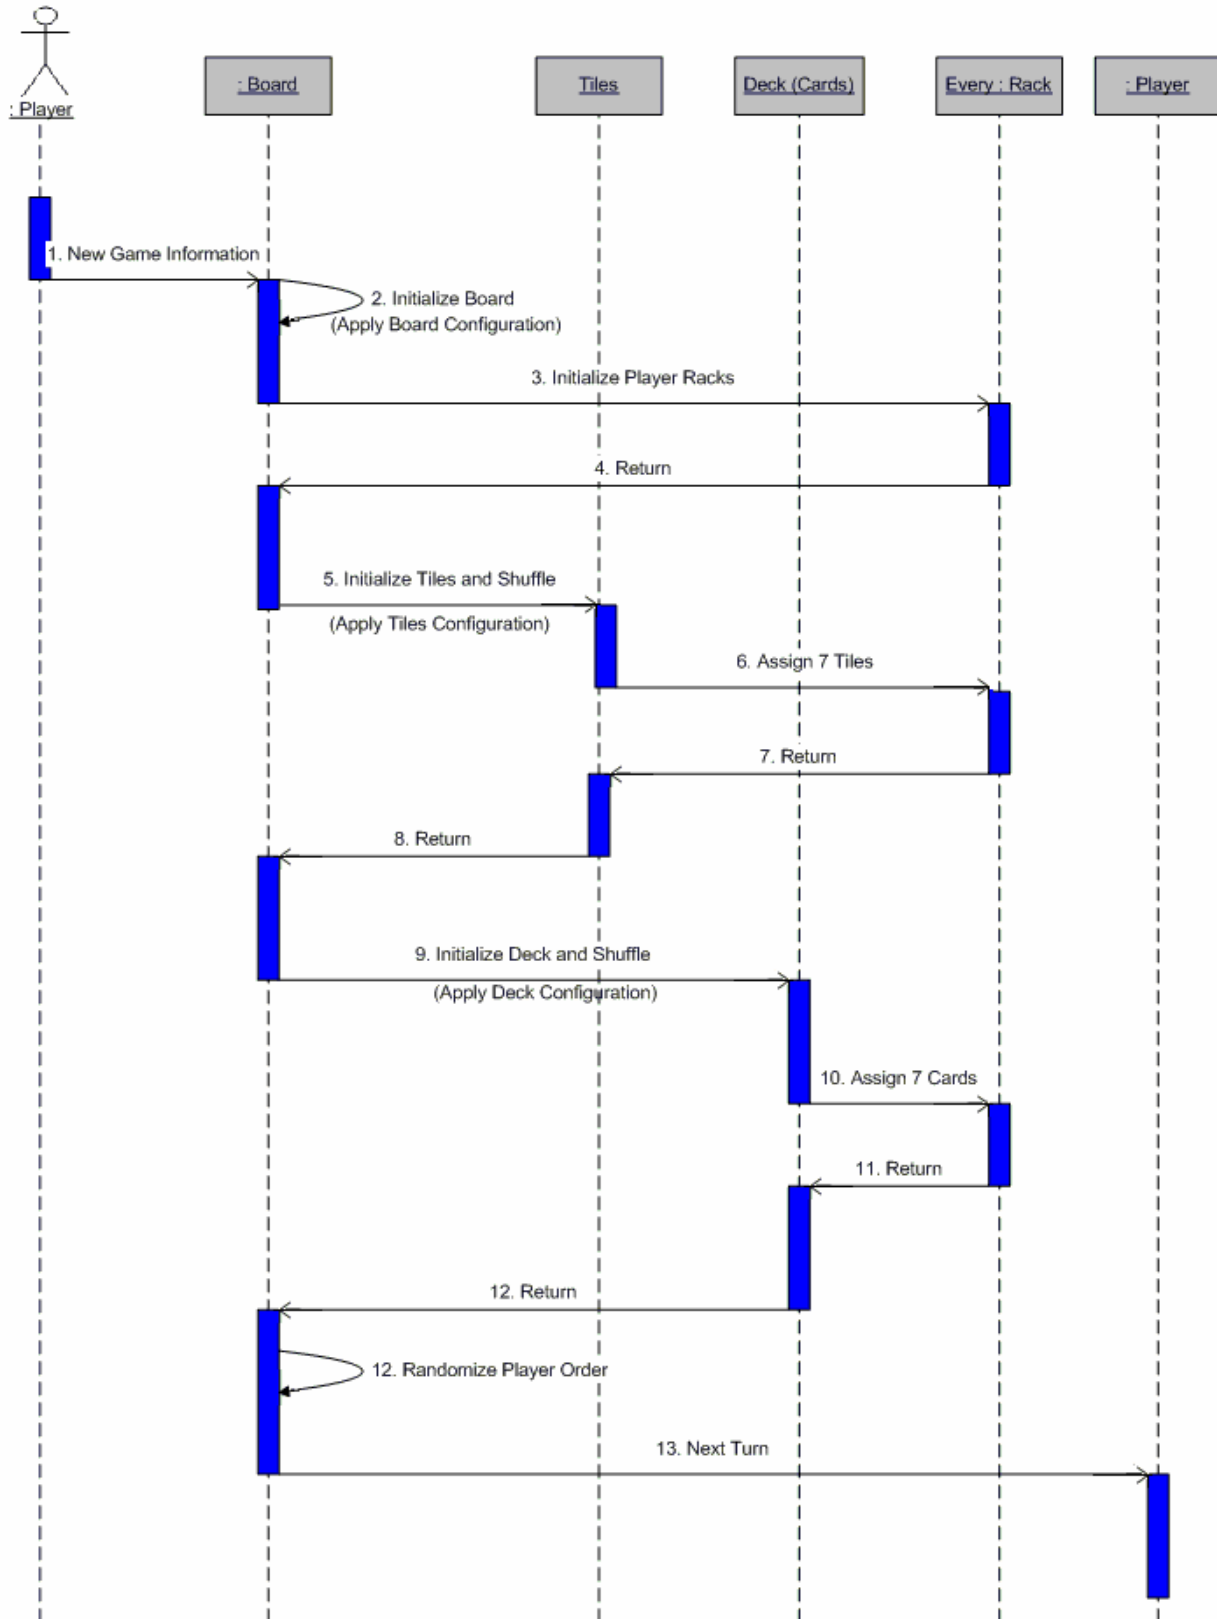 : Player
: Board
Tiles
Deck (Cards)
Every : Rack
: Player
1. New Game Information
2. Initialize Board
(Apply Board Configuration)
3. Initialize Player Racks
4. Return
5. Initialize Tiles and Shuffle
(Apply Tiles Configuration)
6. Assign 7 Tiles
7. Return
8. Return
9. Initialize Deck and Shuffle
(Apply Deck Configuration)
10. Assign 7 Cards
11. Return
12. Return
12. Randomize Player Order
13. Next Turn